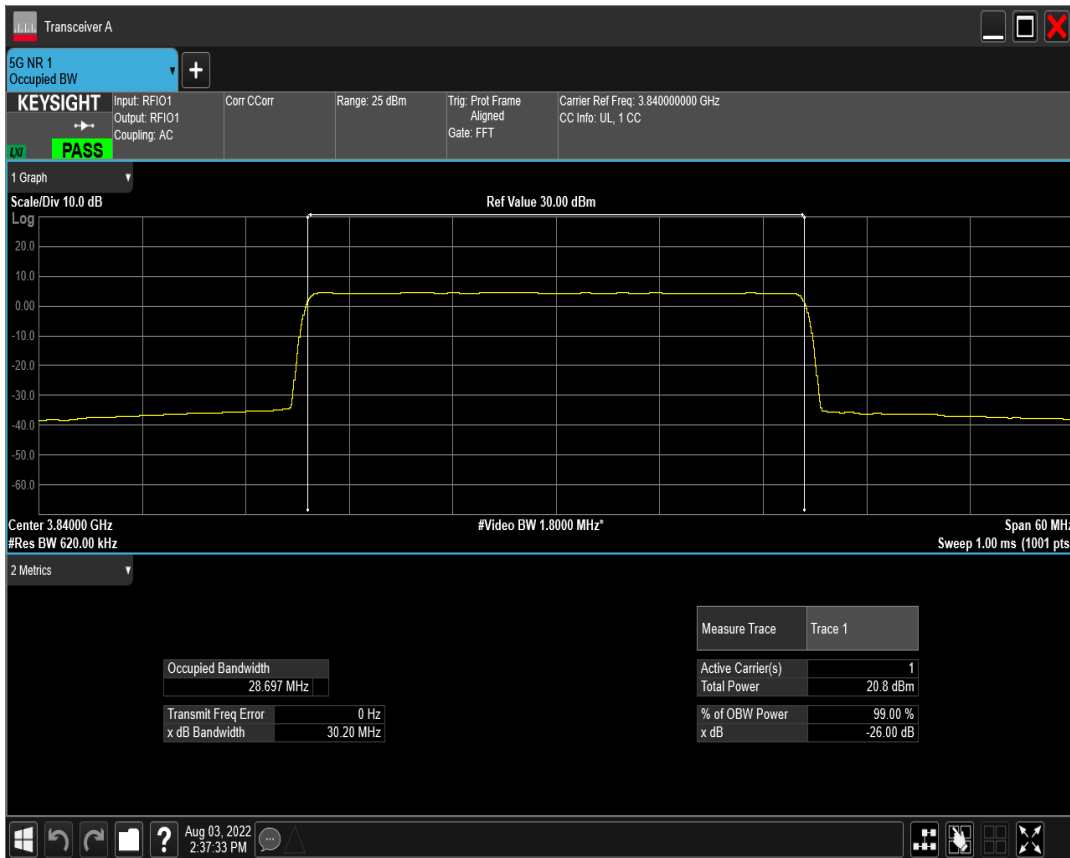 Transceiver A
5G NR 1
Occupied BW
+
KEYSIGHT
LXI
PASS
Input: RFIO1
Output: RFIO1
Coupling: AC
Corr CCorr
Range: 25 dBm
Trig: Prot Frame
Aligned
Gate: FFT
Carrier Ref Freq: 3.840000000 GHz
CC Info: UL, 1 CC
1 Graph
Scale/Div 10.0 dB
Ref Value 30.00 dBm
Log
20.0
10.0
0.00
-10.0
-20.0
-30.0
-40.0
-50.0
-60.0
Center 3.84000 GHz
#Video BW 1.8000 MHz*
Span 60 MHz
#Res BW 620.00 kHz
Sweep 1.00 ms (1001 pts
2 Metrics
Measure Trace Trace 1
Occupied Bandwidth
28.697 MHz
Active Carrier(s) 1
Total Power 20.8 dBm
Transmit Freq Error 0 Hz
x dB Bandwidth 30.20 MHz
% of OBW Power 99.00 %
x dB -26.00 dB
?
Aug 03, 2022
2:37:33 PM